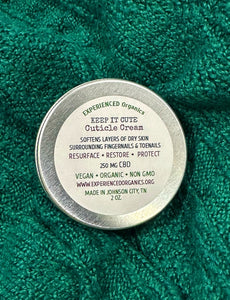 EXPERIENCED Organics
KEEP IT CUTE
Cuticle Cream
SOFTENS LAYERS OF DRY SKIN
SURROUNDING FINGERNAILS & TOENAILS
RESURFACE • RESTORE • PROTECT
250 MG CBD
VEGAN • ORGANIC • NON GMO
WWW.EXPERIENCEDORGANICS.ORG
MADE IN JOHNSON CITY, TN
2 OZ.